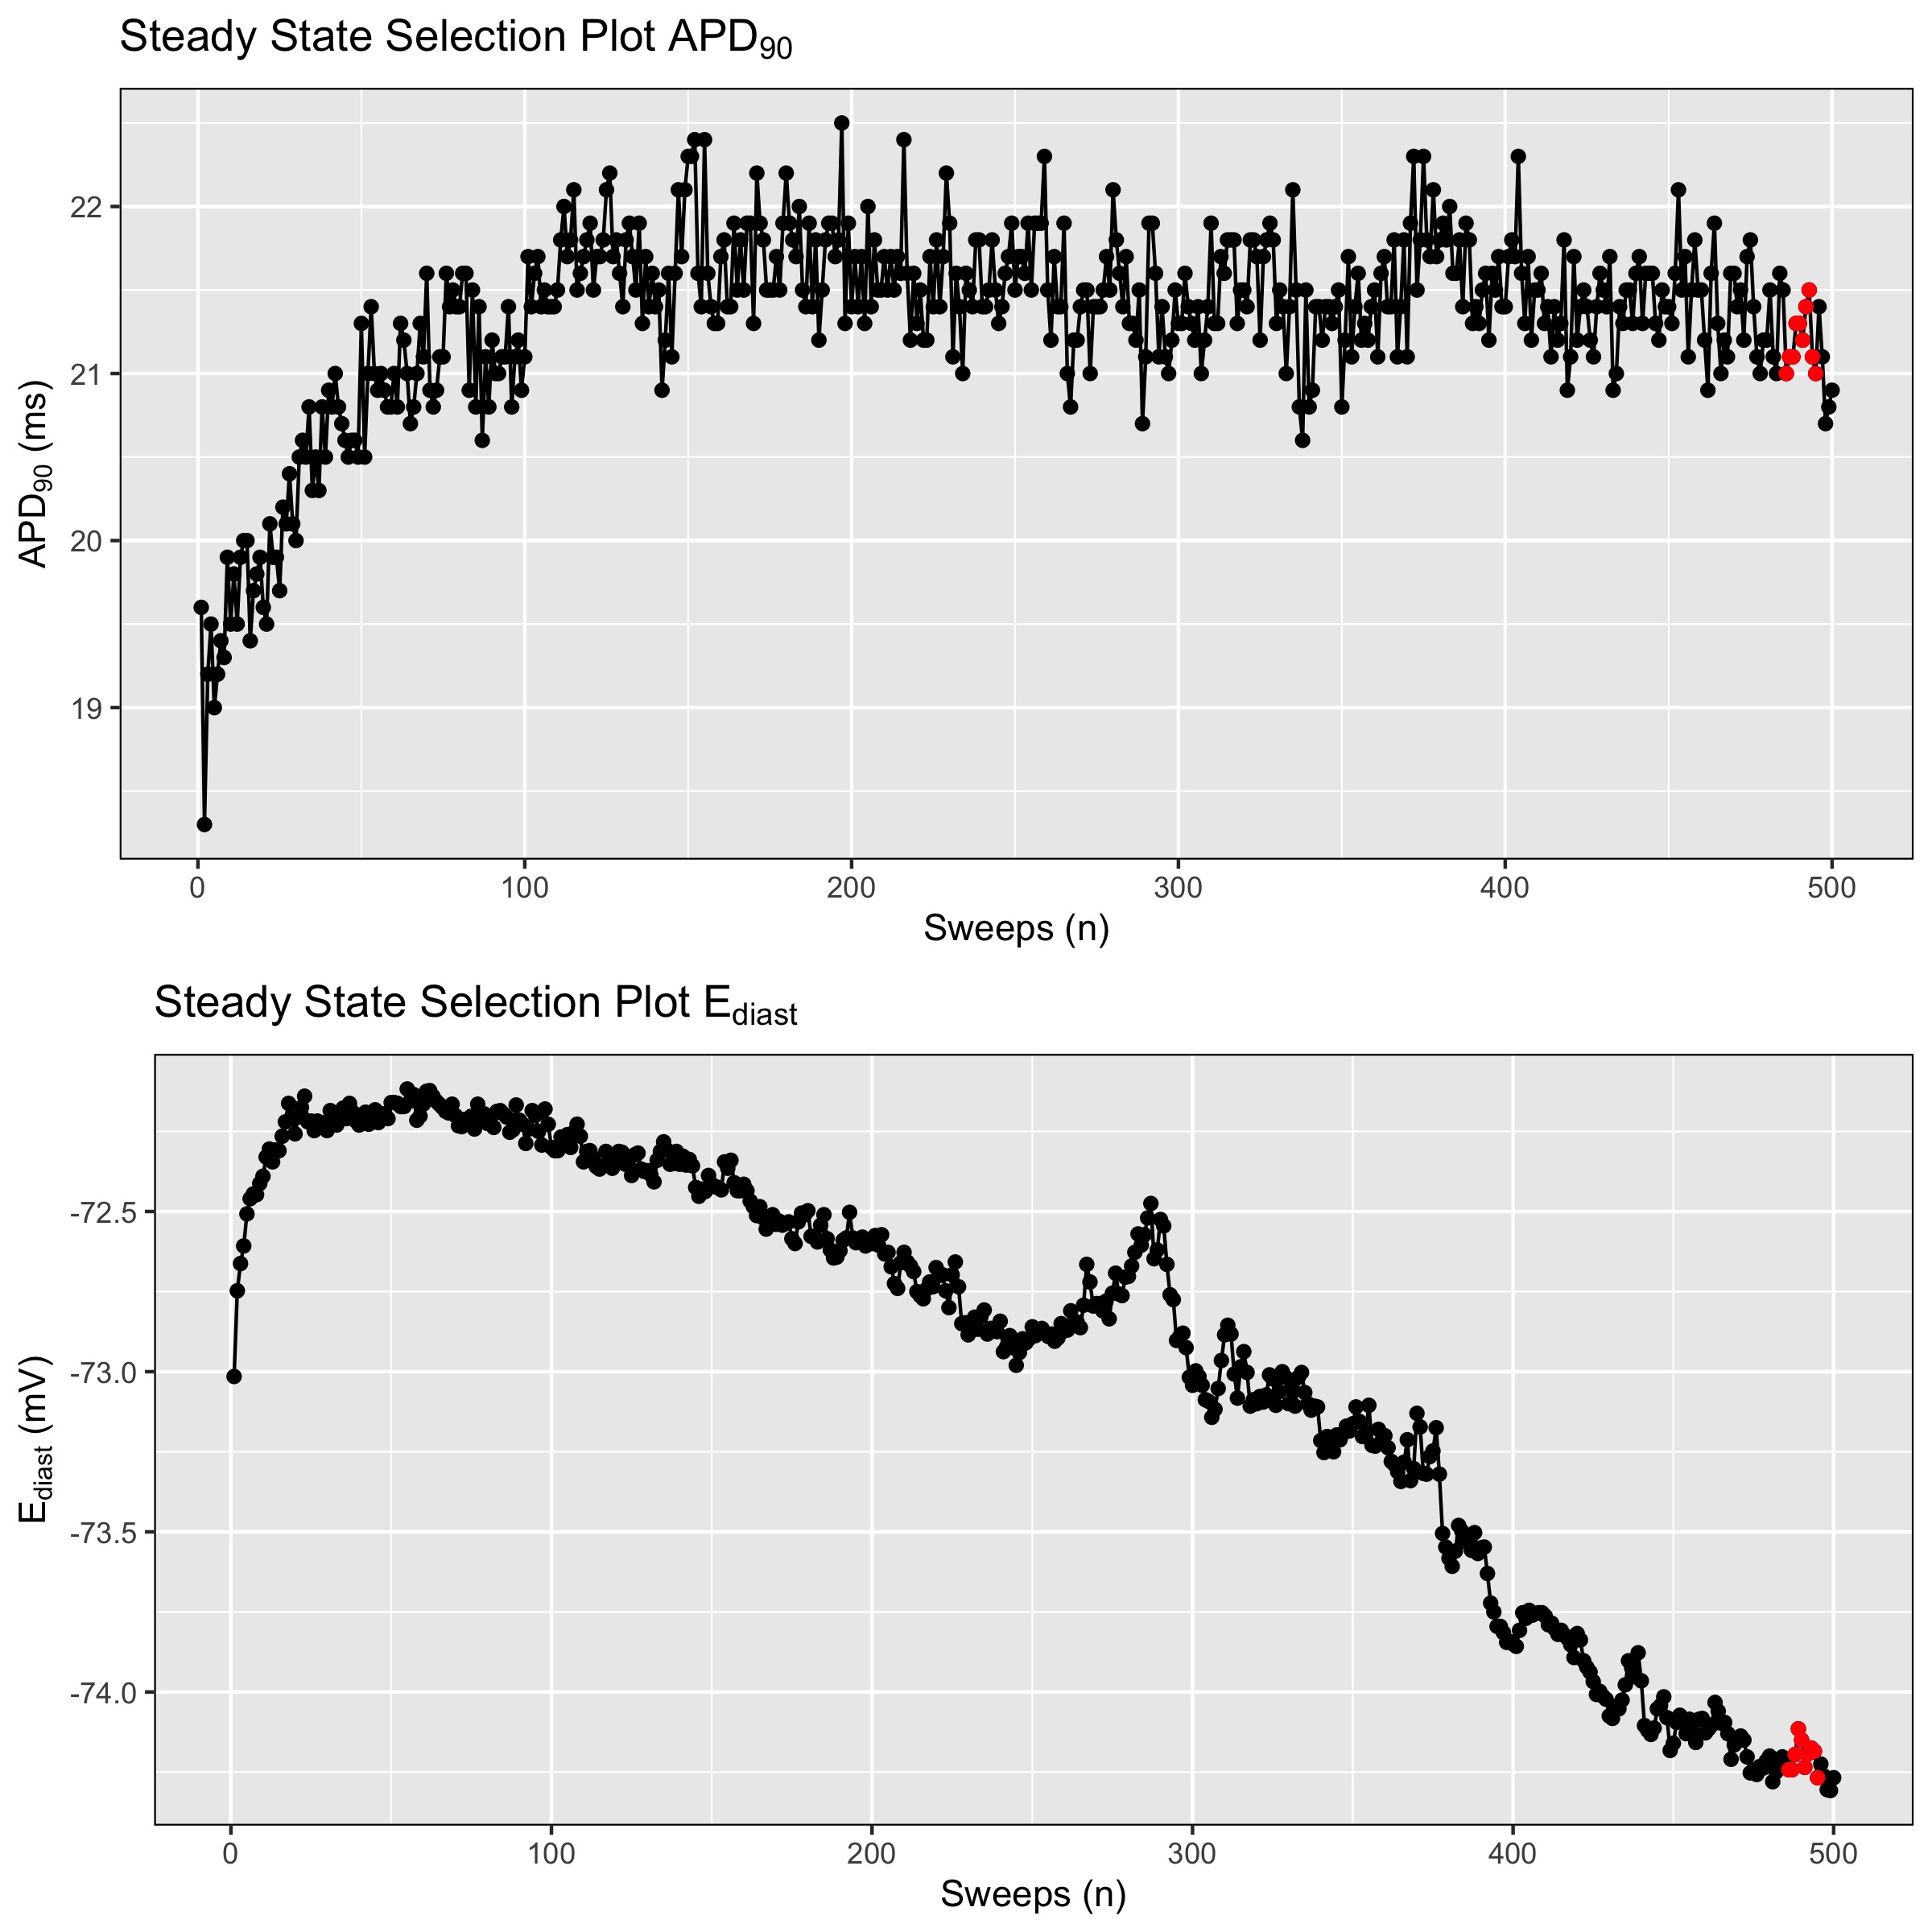 Steady State Selection Plot APD90
APD90 (ms)
22
21
20
19
0 100 200 300 400 500
Sweeps (n)
Steady State Selection Plot Ediast
Ediast (mV)
-72.5
-73.0
-73.5
-74.0
0 100 200 300 400 500
Sweeps (n)